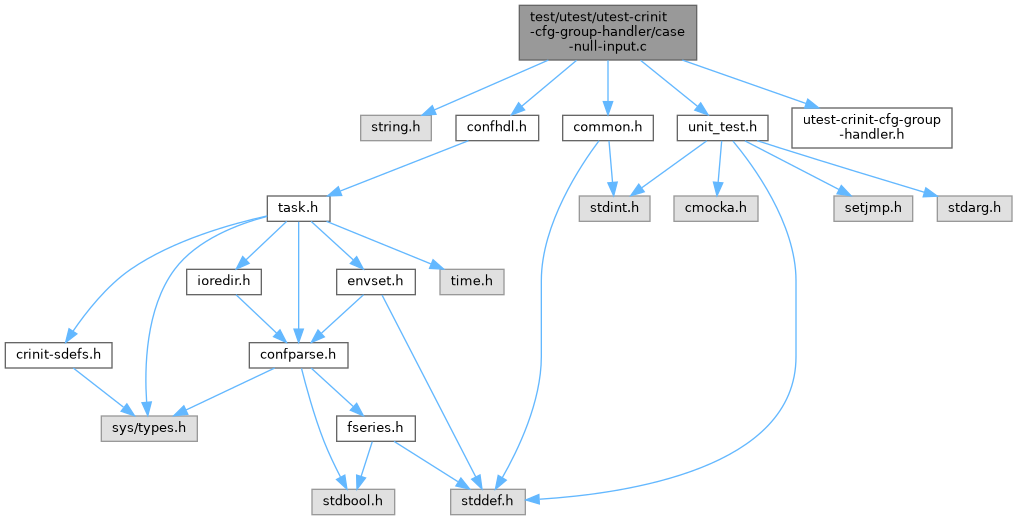 test/utest/utest-crinit
-cfg-group-handler/case
-null-input.c
string.h
confhdl.h
common.h
unit_test.h
utest-crinit-cfg-group
-handler.h
task.h
stdint.h
cmocka.h
setjmp.h
stdarg.h
ioredir.h
envset.h
time.h
crinit-sdefs.h
confparse.h
sys/types.h
fseries.h
stdbool.h
stddef.h